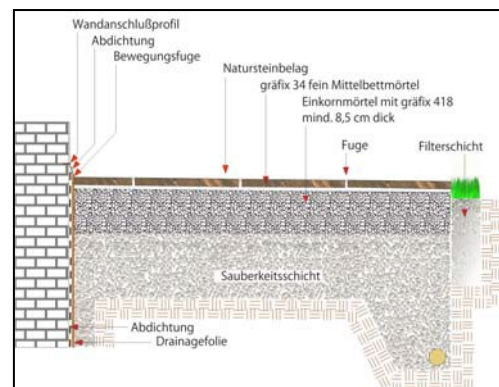 Wandanschlußprofil
Abdichtung
Bewegungsfuge
Natursteinbelag
gräfix 34 fein Mittelbettmörtel
Einkornmörtel mit gräfix 418
mind. 8,5 cm dick
Fuge
Filterschicht
Sauberkeitsschicht
Abdichtung
Drainagefolie